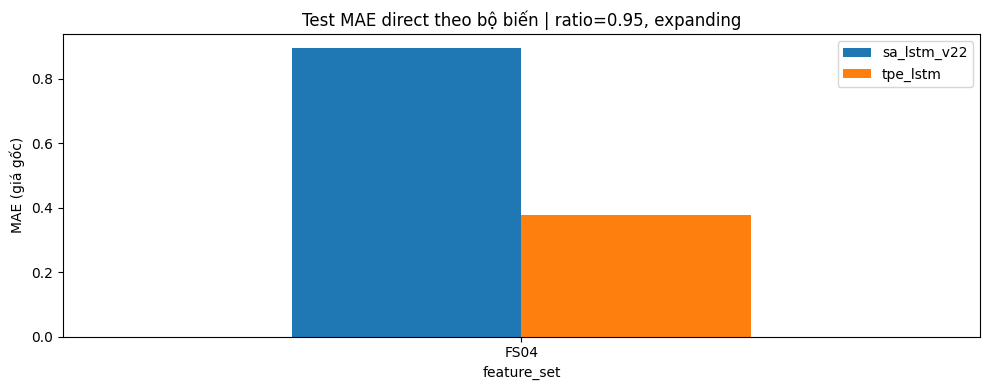 Test MAE direct theo bộ biến | ratio=0.95, expanding
sa_lstm_v22
tpe_lstm
MAE (giá gốc)
0.8
0.6
0.4
0.2
0.0
FS04
feature_set